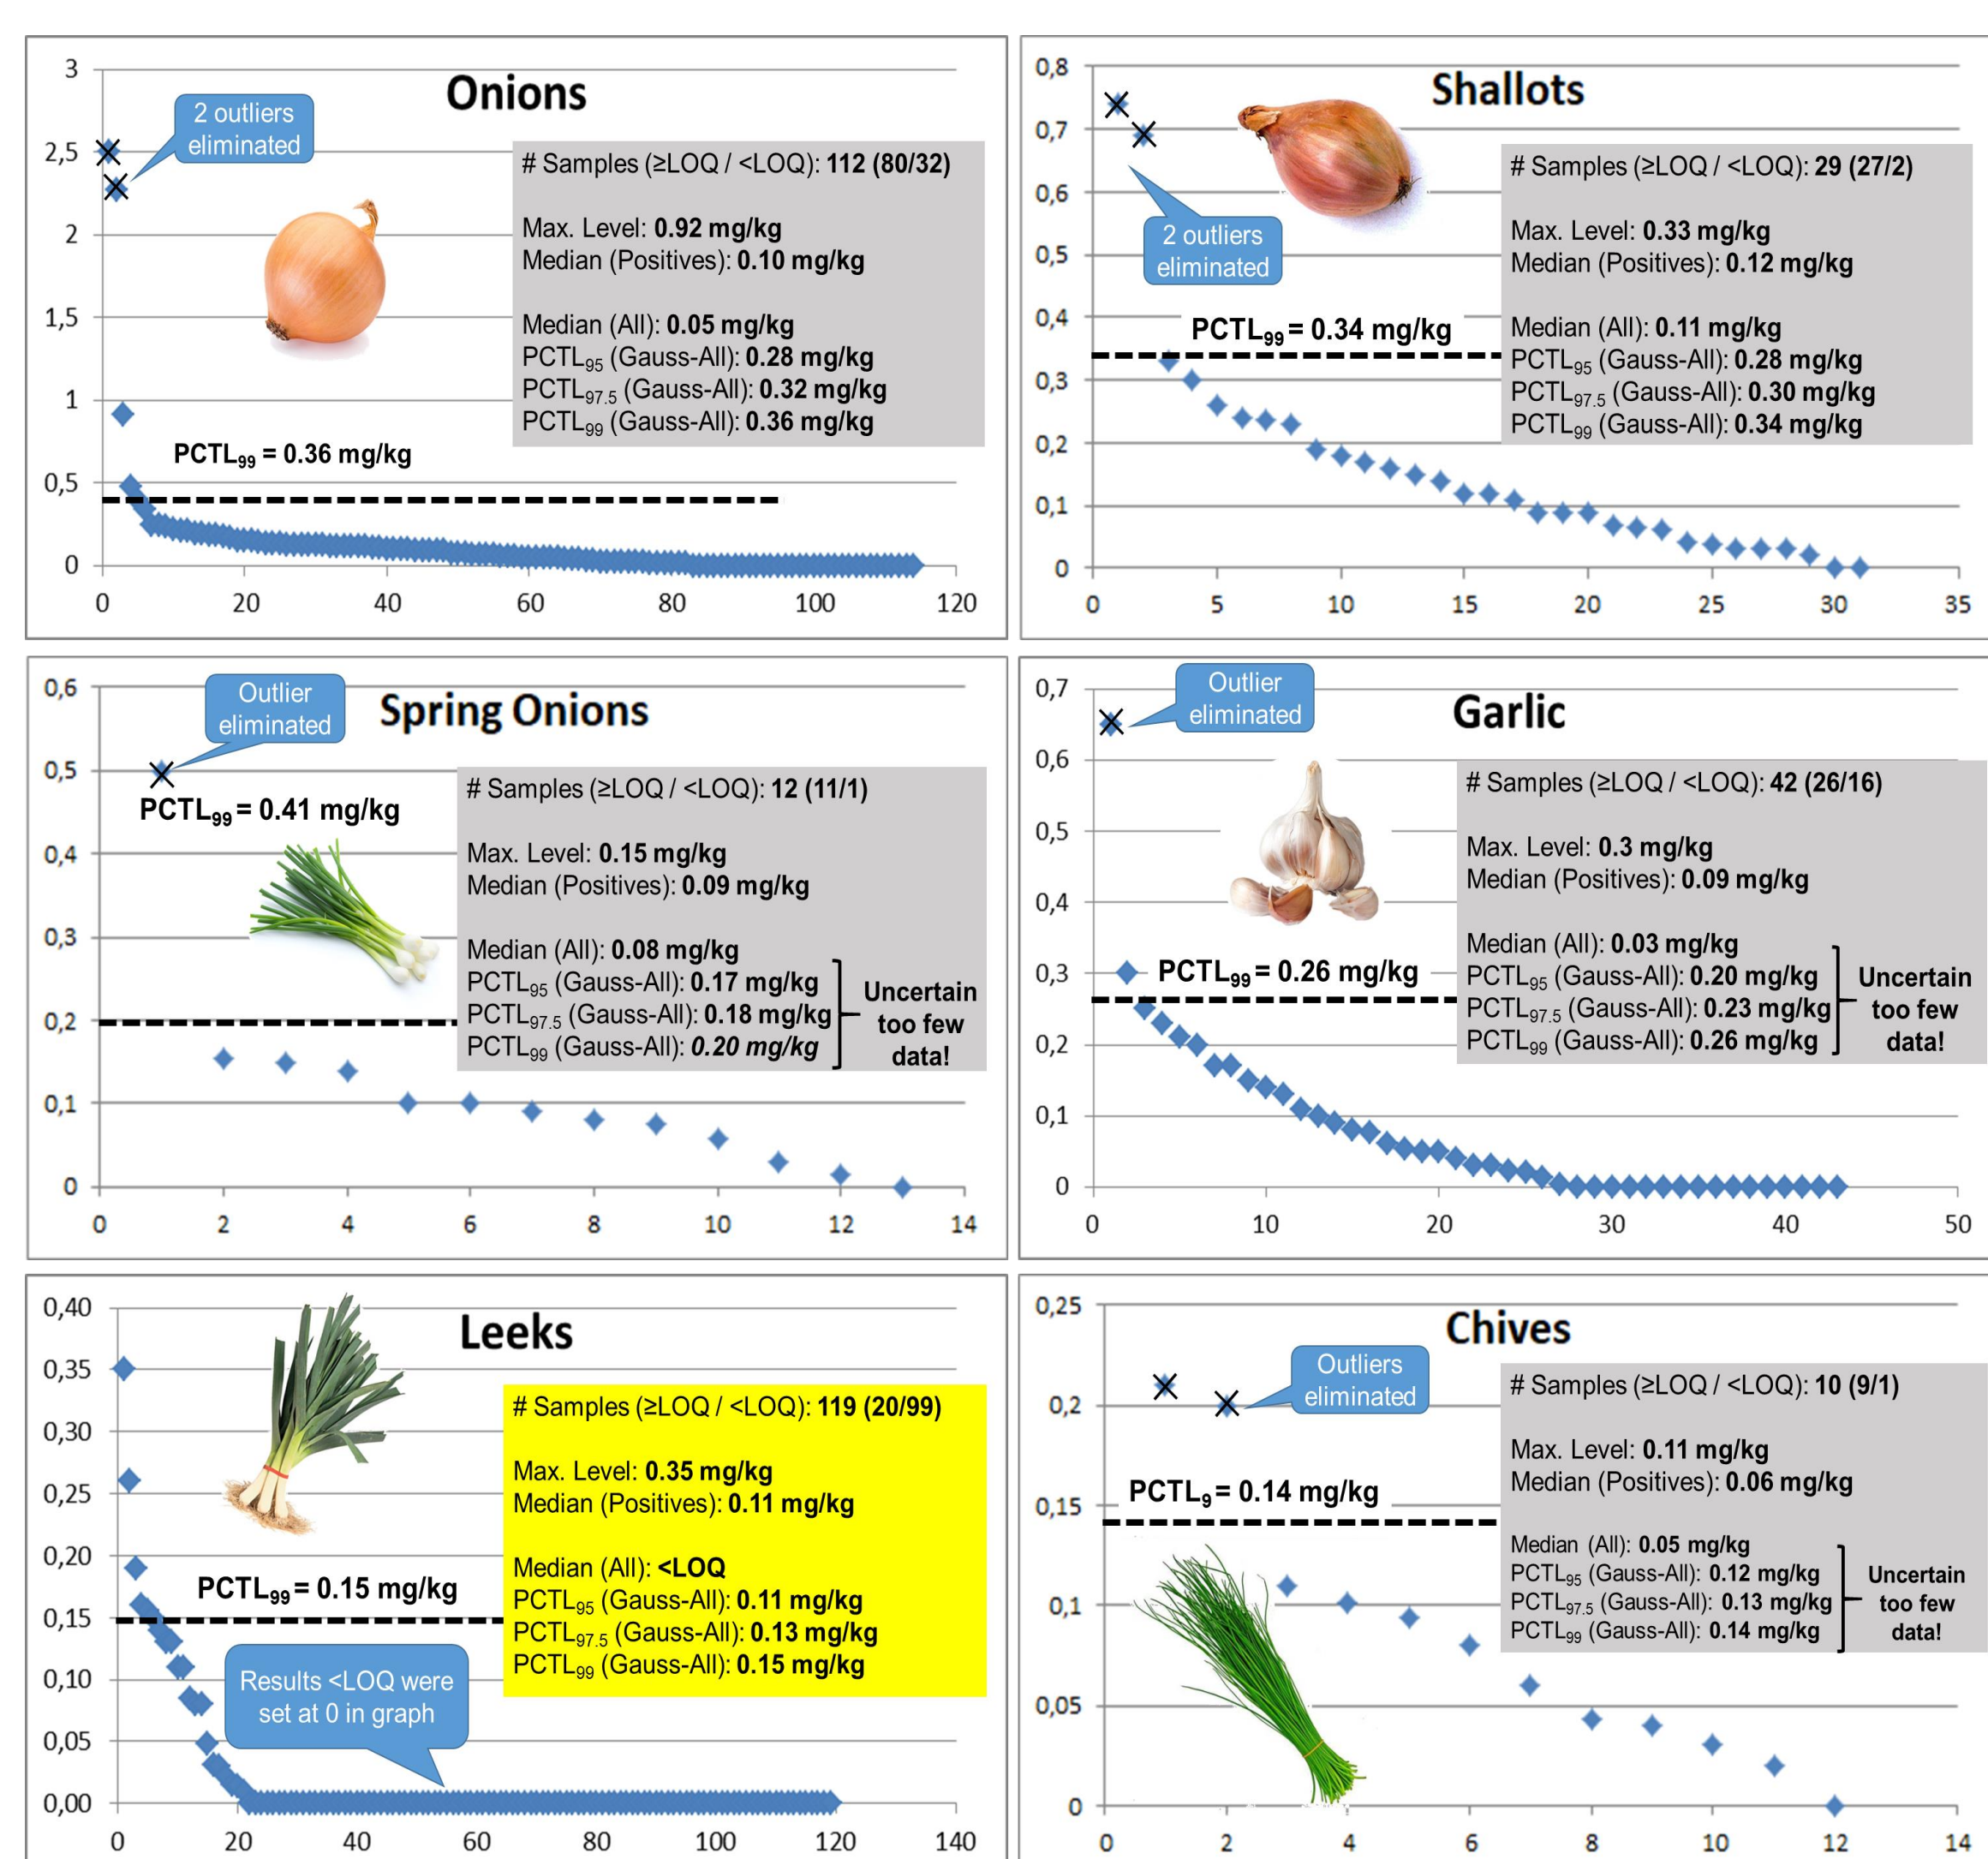 Onions
3
2,5
2
1,5
1
0,5
0
0 20 40 60 80 100 120
2 outliers
eliminated
# Samples (≥LOQ / <LOQ): 112 (80/32)
Max. Level: 0.92 mg/kg
Median (Positives): 0.10 mg/kg
Median (All): 0.05 mg/kg
PCTL95 (Gauss-All): 0.28 mg/kg
PCTL97.5 (Gauss-All): 0.32 mg/kg
PCTL99 (Gauss-All): 0.36 mg/kg
PCTL99 = 0.36 mg/kg
Shallots
0,8
0,7
0,6
0,5
0,4
0,3
0,2
0,1
0
0 5 10 15 20 25 30 35
2 outliers
eliminated
# Samples (≥LOQ / <LOQ): 29 (27/2)
Max. Level: 0.33 mg/kg
Median (Positives): 0.12 mg/kg
Median (All): 0.11 mg/kg
PCTL95 (Gauss-All): 0.28 mg/kg
PCTL97.5 (Gauss-All): 0.30 mg/kg
PCTL99 (Gauss-All): 0.34 mg/kg
PCTL99 = 0.34 mg/kg
Spring Onions
0,6
0,5
0,4
0,3
0,2
0,1
0
0 2 4 6 8 10 12 14
Outlier
eliminated
PCTL99 = 0.41 mg/kg
# Samples (≥LOQ / <LOQ): 12 (11/1)
Max. Level: 0.15 mg/kg
Median (Positives): 0.09 mg/kg
Median (All): 0.08 mg/kg
PCTL95 (Gauss-All): 0.17 mg/kg
PCTL97.5 (Gauss-All): 0.18 mg/kg
PCTL99 (Gauss-All): 0.20 mg/kg
Uncertain
too few
data!
Garlic
0,7
0,6
0,5
0,4
0,3
0,2
0,1
0
0 10 20 30 40 50
Outlier
eliminated
# Samples (≥LOQ / <LOQ): 42 (26/16)
Max. Level: 0.3 mg/kg
Median (Positives): 0.09 mg/kg
Median (All): 0.03 mg/kg
PCTL95 (Gauss-All): 0.20 mg/kg
PCTL97.5 (Gauss-All): 0.23 mg/kg
PCTL99 (Gauss-All): 0.26 mg/kg
Uncertain
too few
data!
PCTL99 = 0.26 mg/kg
Leeks
0,40
0,35
0,30
0,25
0,20
0,15
0,10
0,05
0,00
0 20 40 60 80 100 120 140
# Samples (≥LOQ / <LOQ): 119 (20/99)
Max. Level: 0.35 mg/kg
Median (Positives): 0.11 mg/kg
Median (All): <LOQ
PCTL95 (Gauss-All): 0.11 mg/kg
PCTL97.5 (Gauss-All): 0.13 mg/kg
PCTL99 (Gauss-All): 0.15 mg/kg
PCTL99 = 0.15 mg/kg
Results <LOQ were
set at 0 in graph
Chives
0,25
0,2
0,15
0,1
0,05
0
0 2 4 6 8 10 12 14
Outliers
eliminated
# Samples (≥LOQ / <LOQ): 10 (9/1)
Max. Level: 0.11 mg/kg
Median (Positives): 0.06 mg/kg
Median (All): 0.05 mg/kg
PCTL95 (Gauss-All): 0.12 mg/kg
PCTL97.5 (Gauss-All): 0.13 mg/kg
PCTL99 (Gauss-All): 0.14 mg/kg
Uncertain
too few
data!
PCTL9 = 0.14 mg/kg